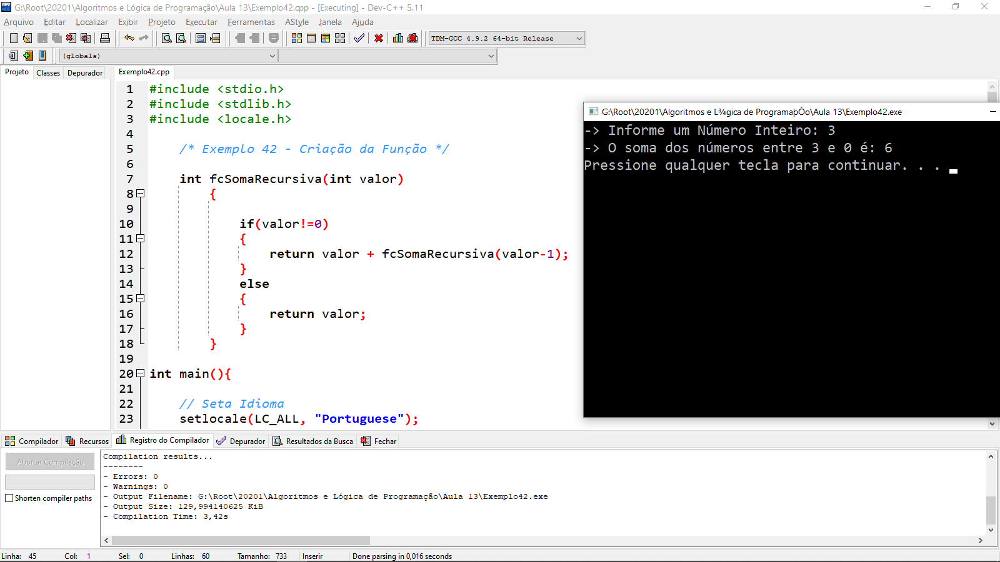 G:\Root\20201\Algoritmos e Lógica de Programação\Aula 13\Exemplo42.cpp - [Executing] - Dev-C++ 5.11
Arquivo Editar Localizar Exibir Projeto Executar Ferramentas AStyle Janela Ajuda
TDM-GCC 4.9.2 64-bit Release
(globals)
Projeto Classes Depurador
Exemplo42.cpp
1 #include <stdio.h>
2 #include <stdlib.h>
3 #include <locale.h>
4
5 /* Exemplo 42 - Criação da Função */
6
7 int fcSomaRecursiva(int valor)
8 {
9
10 if(valor!=0)
11 {
12 return valor + fcSomaRecursiva(valor-1);
13 }
14 else
15 {
16 return valor;
17 }
18 }
19
20 int main(){
21
22 // Seta Idioma
23 setlocale(LC_ALL, "Portuguese");
G:\Root\20201\Algoritmos e L¾gica de ProgramaþÒo\Aula 13\Exemplo42.exe
-> Informe um Número Inteiro: 3
-> O soma dos números entre 3 e 0 é: 6
Pressione qualquer tecla para continuar. . .
Compilador Recursos Registro do Compilador Depurador Resultados da Busca Fechar
Abortar Compilação
Shorten compiler paths
Compilation results...
--------
- Errors: 0
- Warnings: 0
- Output Filename: G:\Root\20201\Algoritmos e Lógica de Programação\Aula 13\Exemplo42.exe
- Output Size: 129,994140625 KiB
- Compilation Time: 3,42s
Linha: 45 Col: 1 Sel: 0 Linhas: 60 Tamanho: 733 Inserir Done parsing in 0,016 seconds